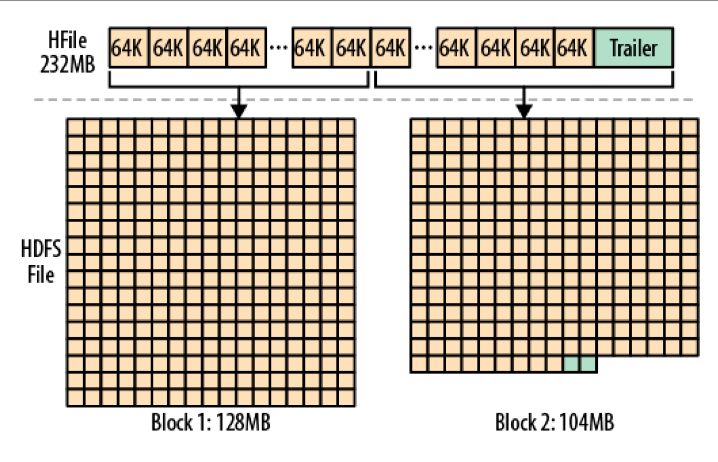 HFile
232MB
64K 64K 64K 64K ··· 64K 64K 64K ··· 64K 64K 64K 64K Trailer
HDFS
File
Block 1: 128MB
Block 2: 104MB